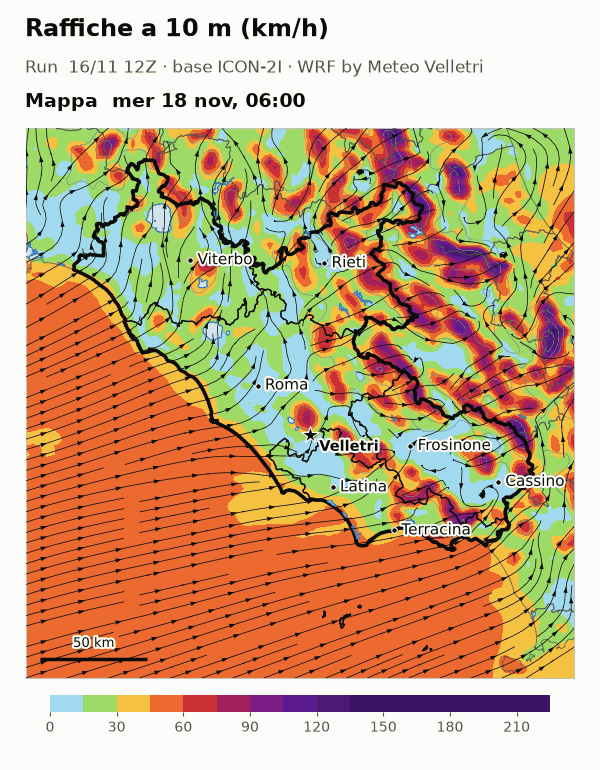 Raffiche a 10 m (km/h)
Run  16/11 12Z · base ICON-2I · WRF by Meteo Velletri
Mappa  mer 18 nov, 06:00
Viterbo
Rieti
Roma
Velletri
Frosinone
Latina
Cassino
Terracina
50 km
0 30 60 90 120 150 180 210